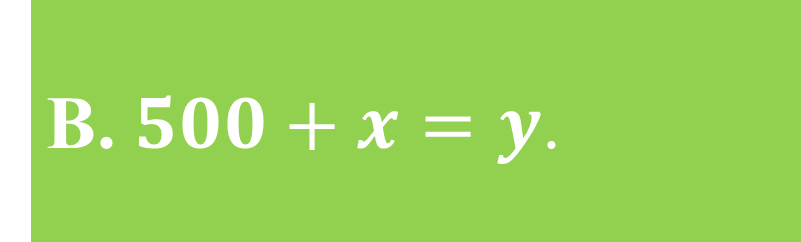 B. 500 + x = y.